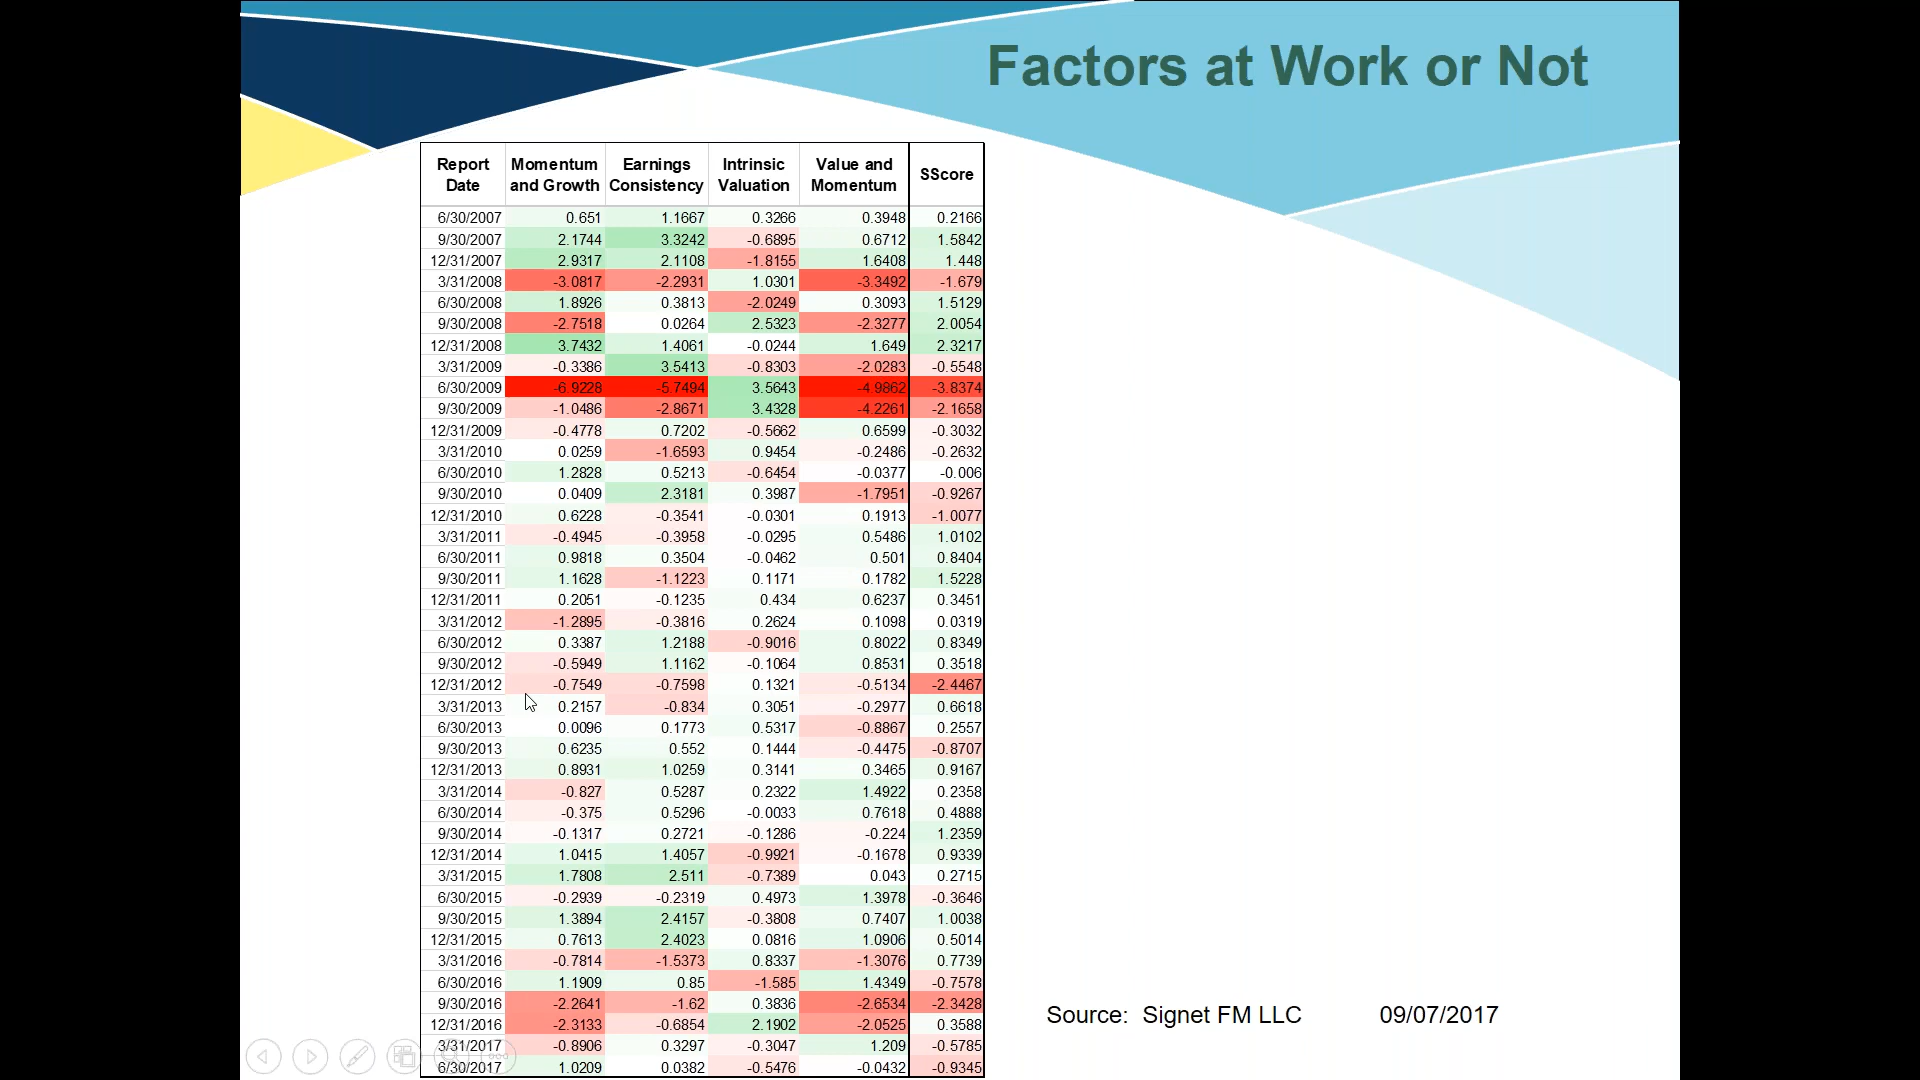 Factors at Work or Not
Report Date Momentum and Growth Earnings Consistency Intrinsic Valuation Value and Momentum SScore
6/30/2007 0.651 1.1667 0.3266 0.3948 0.2166
9/30/2007 2.1744 3.3242 -0.6895 0.6712 1.5842
12/31/2007 2.9317 2.1108 -1.8155 1.6408 1.448
3/31/2008 -3.0817 -2.2931 1.0301 -3.3492 -1.679
6/30/2008 1.8926 0.3813 -2.0249 0.3093 1.5129
9/30/2008 -2.7518 0.0264 2.5323 -2.3277 2.0054
12/31/2008 3.7432 1.4061 -0.0244 1.649 2.3217
3/31/2009 -0.3386 3.5413 -0.8303 -2.0283 -0.5548
6/30/2009 -6.9228 -5.7494 3.5643 -4.9862 -3.8374
9/30/2009 -1.0486 -2.8671 3.4328 -4.2261 -2.1658
12/31/2009 -0.4778 0.7202 -0.5662 0.6599 -0.3032
3/31/2010 0.0259 -1.6593 0.9454 -0.2486 -0.2632
6/30/2010 1.2828 0.5213 -0.6454 -0.0377 -0.006
9/30/2010 0.0409 2.3181 0.3987 -1.7951 -0.9267
12/31/2010 0.6228 -0.3541 -0.0301 0.1913 -1.0077
3/31/2011 -0.4945 -0.3958 -0.0295 0.5486 1.0102
6/30/2011 0.9818 0.3504 -0.0462 0.501 0.8404
9/30/2011 1.1628 -1.1223 0.1171 0.1782 1.5228
12/31/2011 0.2051 -0.1235 0.434 0.6237 0.3451
3/31/2012 -1.2895 -0.3816 0.2624 0.1098 0.0319
6/30/2012 0.3387 1.2188 -0.9016 0.8022 0.8349
9/30/2012 -0.5949 1.1162 -0.1064 0.8531 0.3518
12/31/2012 -0.7549 -0.7598 0.1321 -0.5134 -2.4467
3/31/2013 0.2157 -0.834 0.3051 -0.2977 0.6618
6/30/2013 0.0096 0.1773 0.5317 -0.8867 0.2557
9/30/2013 0.6235 0.552 0.1444 -0.4475 -0.8707
12/31/2013 0.8931 1.0259 0.3141 0.3465 0.9167
3/31/2014 -0.827 0.5287 0.2322 1.4922 0.2358
6/30/2014 -0.375 0.5296 -0.0033 0.7618 0.4888
9/30/2014 -0.1317 0.2721 -0.1286 -0.224 1.2359
12/31/2014 1.0415 1.4057 -0.9921 -0.1678 0.9339
3/31/2015 1.7808 2.511 -0.7389 0.043 0.2715
6/30/2015 -0.2939 -0.2319 0.4973 1.3978 -0.3646
9/30/2015 1.3894 2.4157 -0.3808 0.7407 1.0038
12/31/2015 0.7613 2.4023 0.0816 1.0906 0.5014
3/31/2016 -0.7814 -1.5373 0.8337 -1.3076 0.7739
6/30/2016 1.1909 0.85 -1.585 1.4349 -0.7578
9/30/2016 -2.2641 -1.62 0.3836 -2.6534 -2.3428
12/31/2016 -2.3133 -0.6854 2.1902 -2.0525 0.3588
3/31/2017 -0.8906 0.3297 -0.3047 1.209 -0.5785
6/30/2017 1.0209 0.0382 -0.5476 -0.0432 -0.9345
Source: Signet FM LLC 09/07/2017